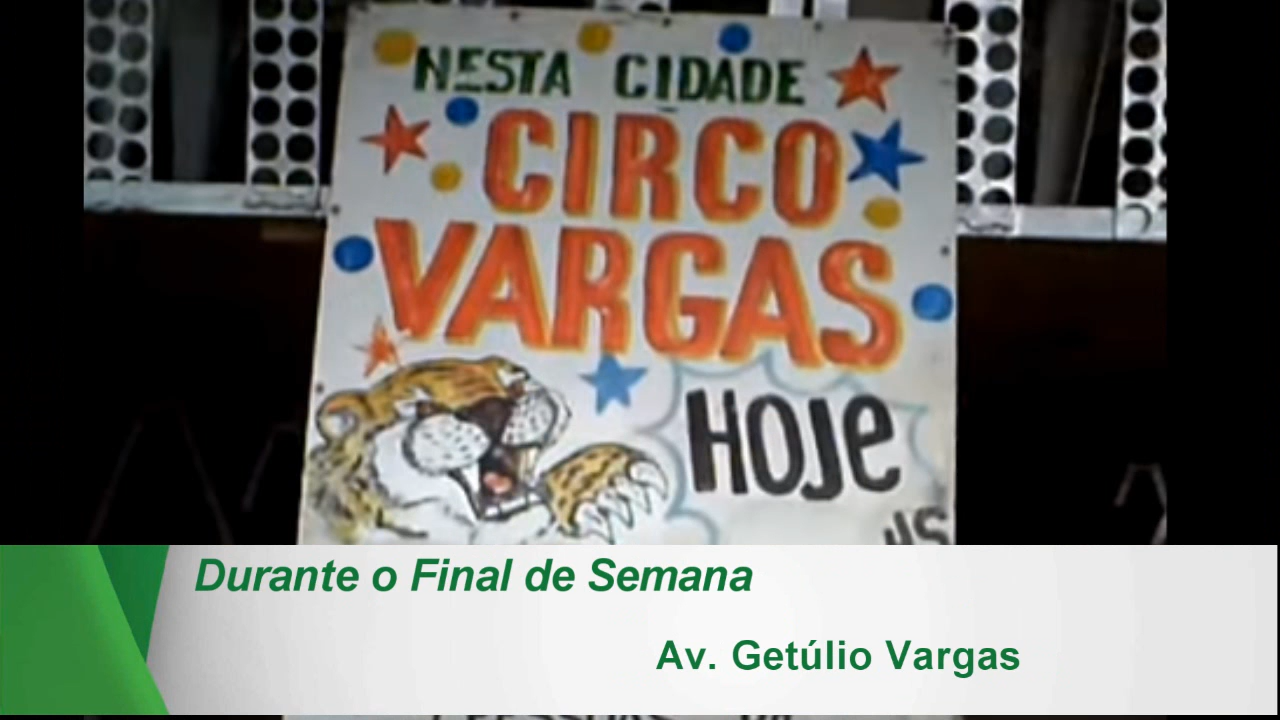 NESTA CIDADE
CIRCO
VARGAS
HOJE
Durante o Final de Semana
Av. Getúlio Vargas